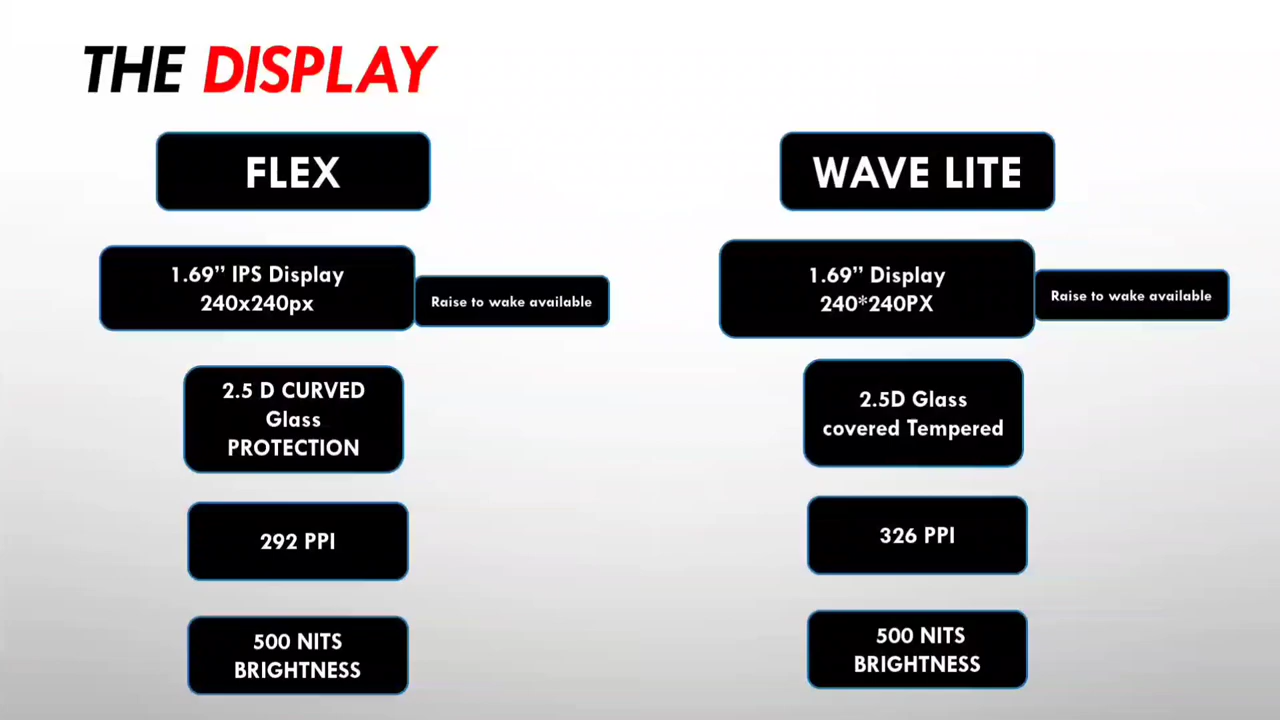 THE DISPLAY
FLEX
1.69” IPS Display
240x240px
Raise to wake available
2.5 D CURVED
Glass
PROTECTION
292 PPI
500 NITS
BRIGHTNESS
WAVE LITE
1.69” Display
240*240PX
Raise to wake available
2.5D Glass
covered Tempered
326 PPI
500 NITS
BRIGHTNESS